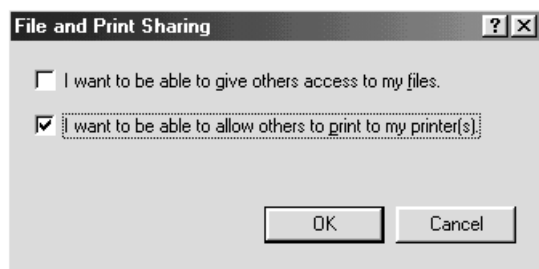 File and Print Sharing
I want to be able to give others access to my files.
I want to be able to allow others to print to my printer(s).
OK Cancel